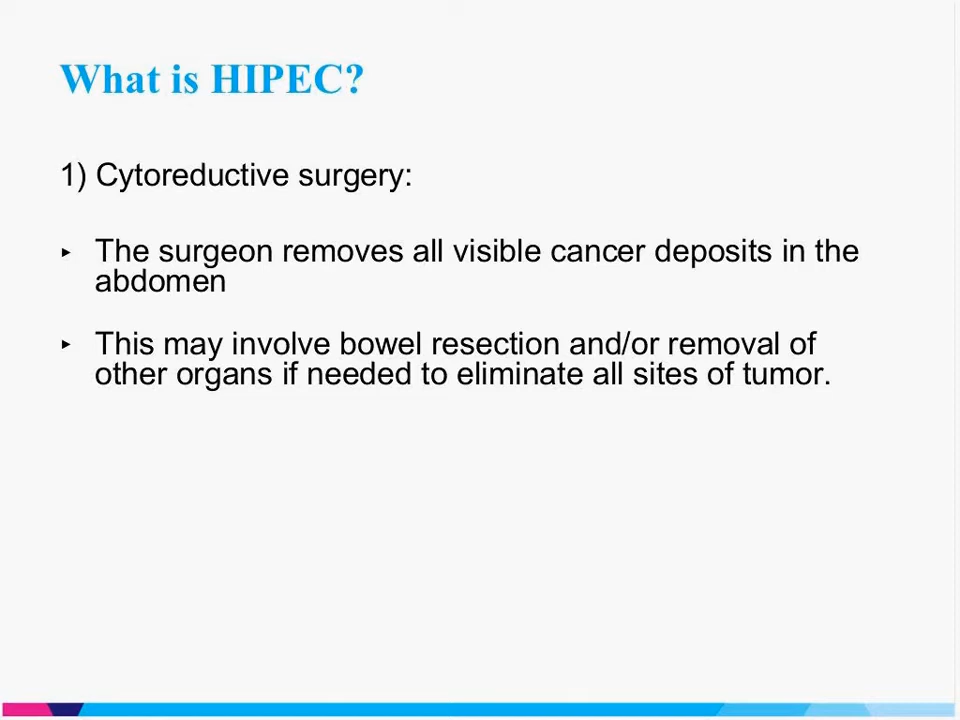 What is HIPEC?
1) Cytoreductive surgery:
‣ The surgeon removes all visible cancer deposits in the
abdomen
‣ This may involve bowel resection and/or removal of
other organs if needed to eliminate all sites of tumor.